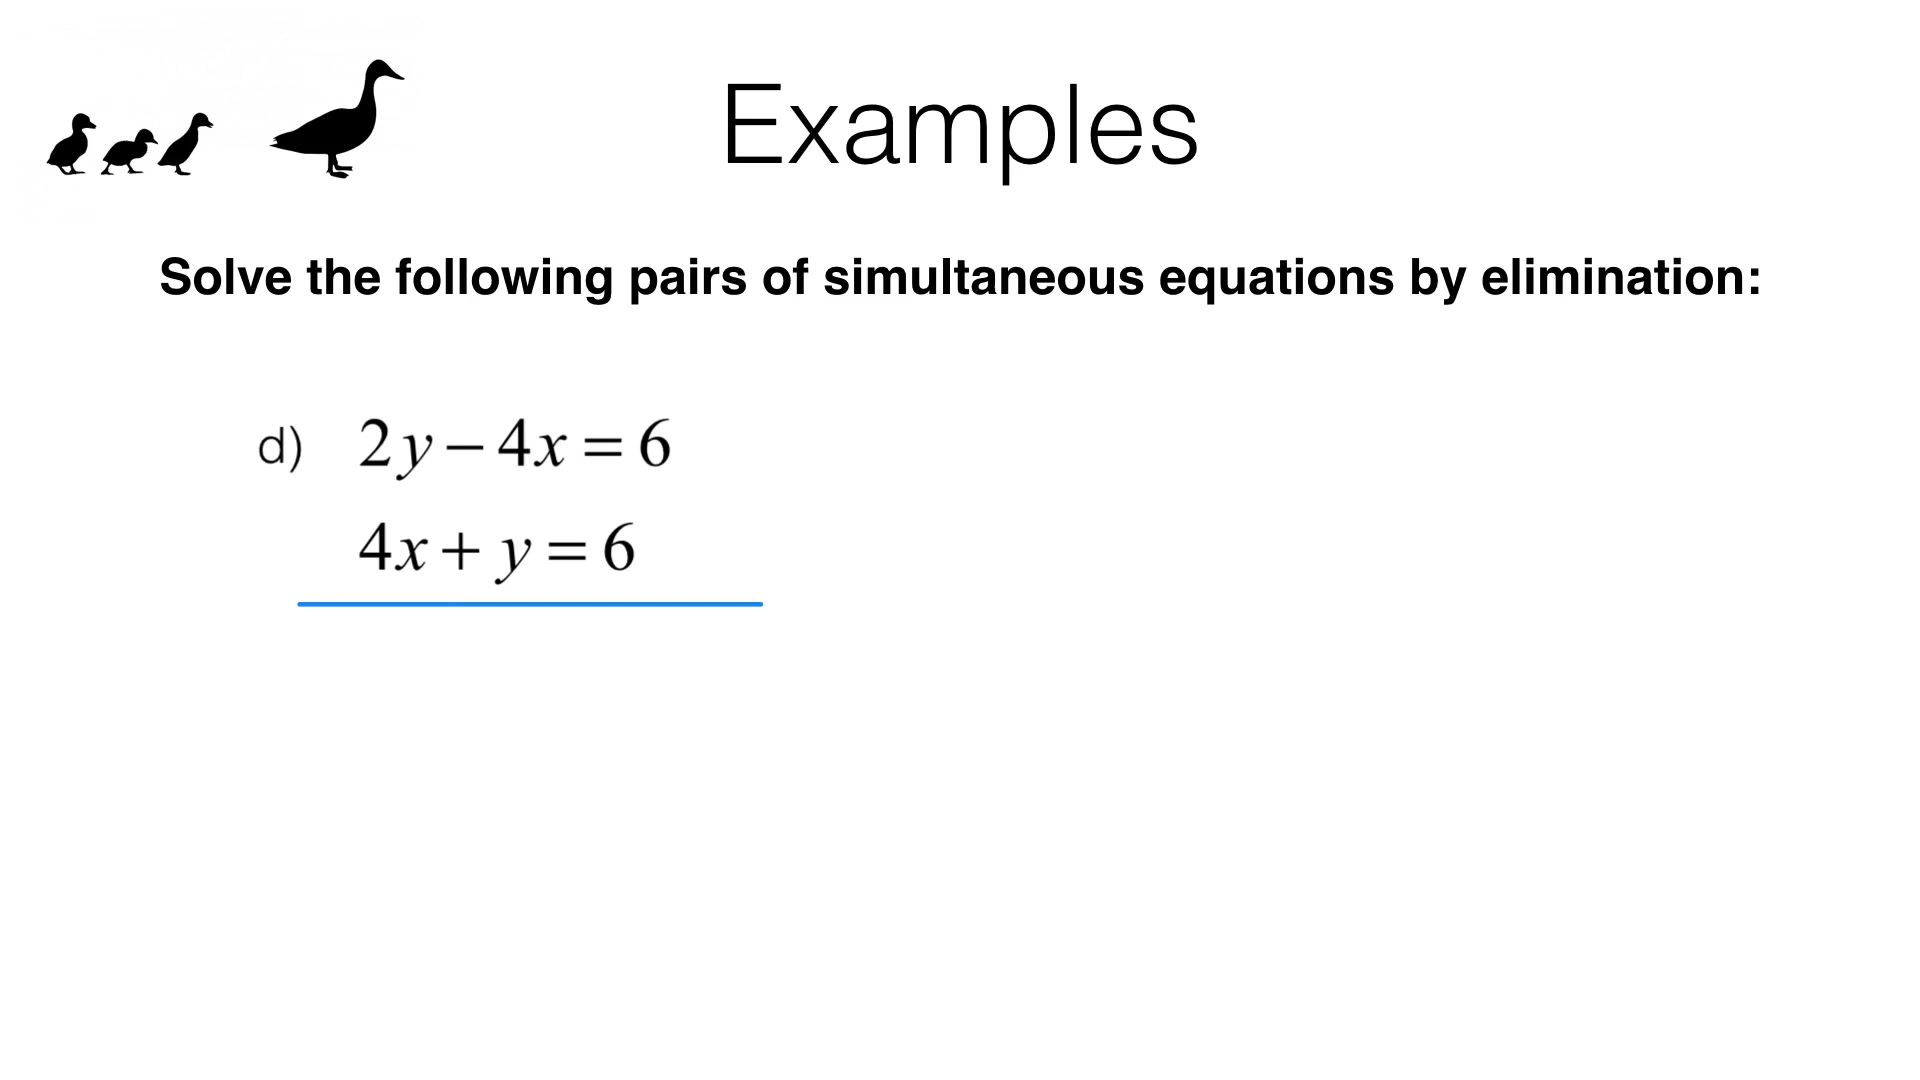 Examples
Solve the following pairs of simultaneous equations by elimination:
d) 2y − 4x = 6
4x + y = 6